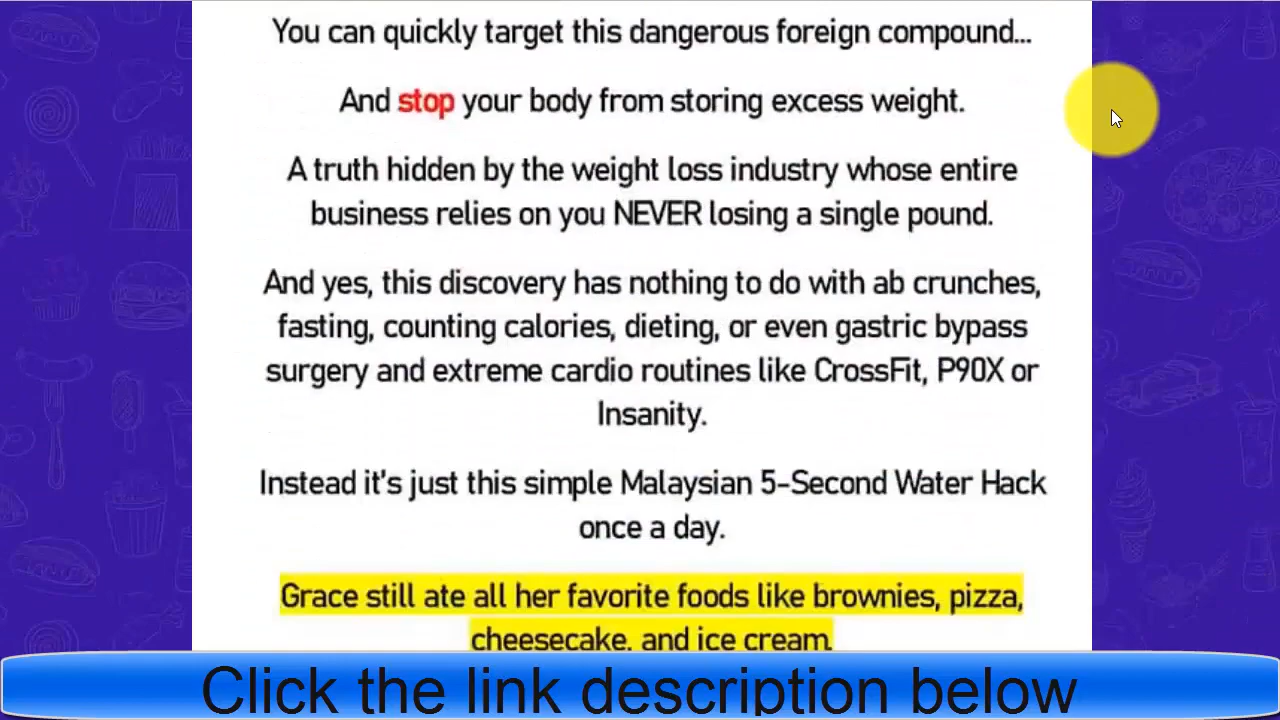 You can quickly target this dangerous foreign compound...
And stop your body from storing excess weight.
A truth hidden by the weight loss industry whose entire
business relies on you NEVER losing a single pound.
And yes, this discovery has nothing to do with ab crunches,
fasting, counting calories, dieting, or even gastric bypass
surgery and extreme cardio routines like CrossFit, P90X or
Insanity.
Instead it's just this simple Malaysian 5-Second Water Hack
once a day.
Grace still ate all her favorite foods like brownies, pizza,
cheesecake, and ice cream.
Click the link description below